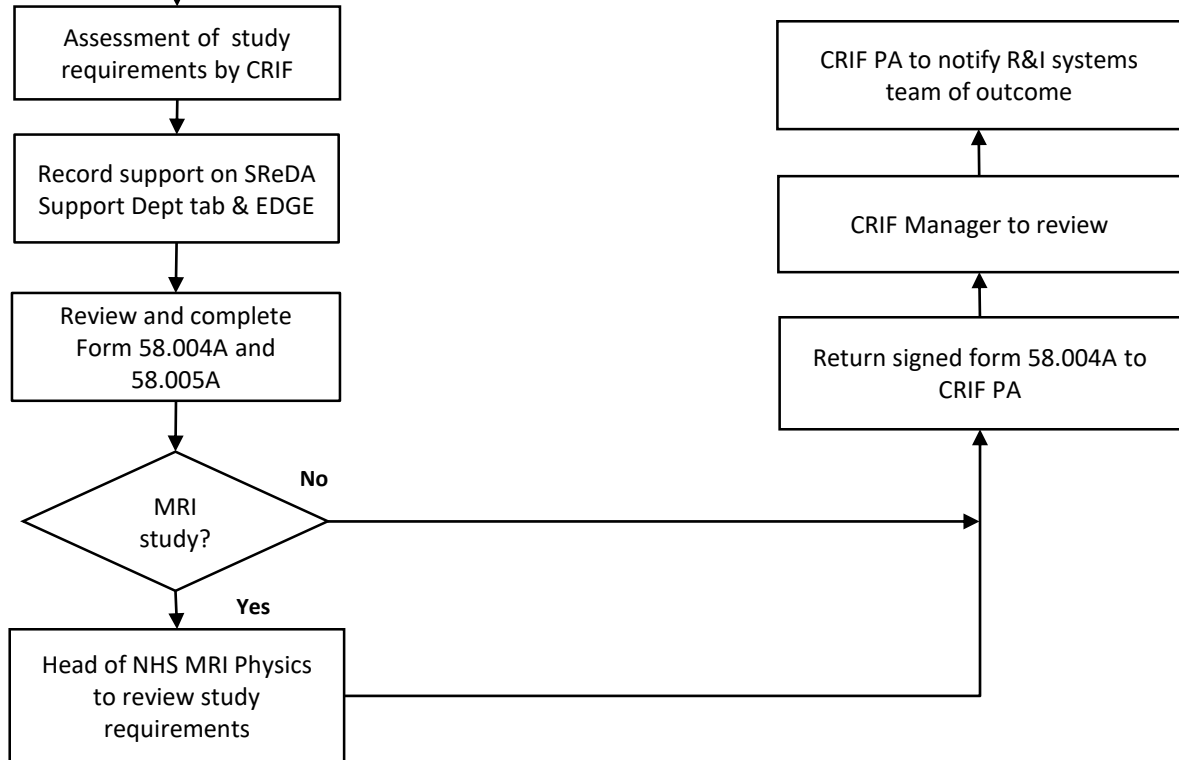 Assessment of study
requirements by CRIF
Record support on SReDA
Support Dept tab & EDGE
Review and complete
Form 58.004A and
58.005A
MRI
study?
No
Yes
Head of NHS MRI Physics
to review study
requirements
Return signed form 58.004A to
CRIF PA
CRIF Manager to review
CRIF PA to notify R&I systems
team of outcome